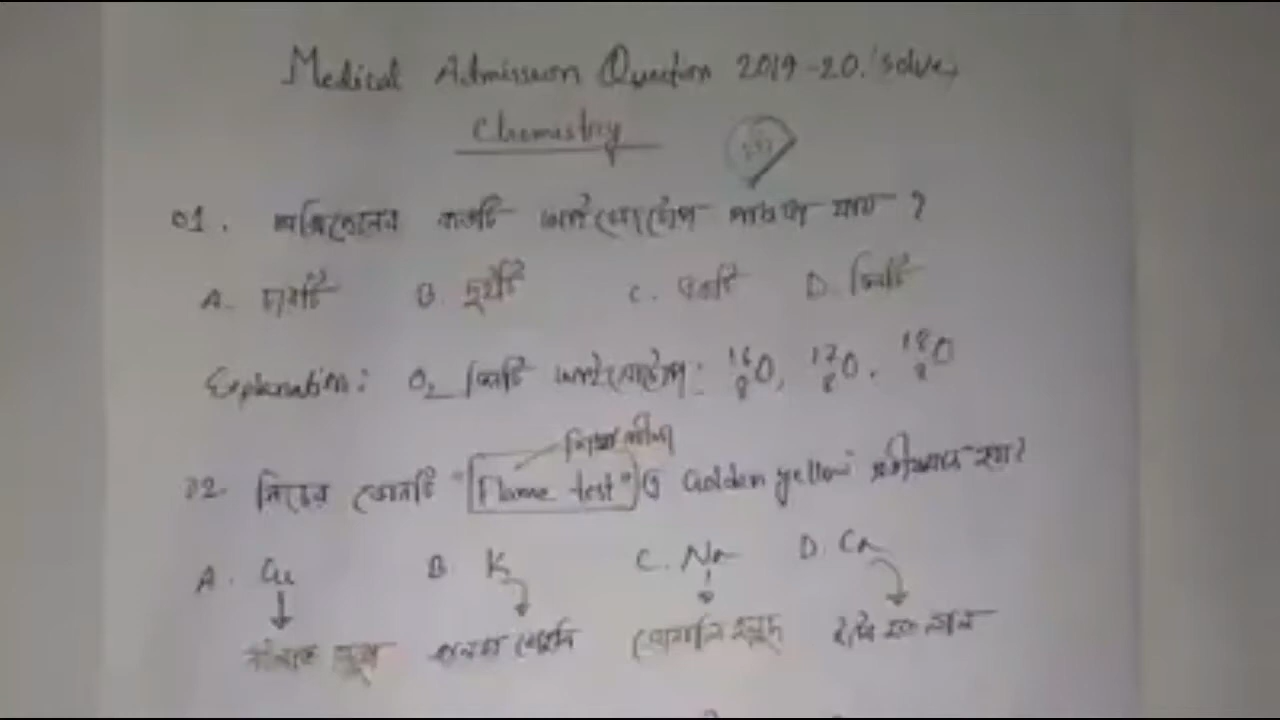 Medical Admission Question 2019-20. Solve,
Chemistry
01. অক্সিজেনের কয়টি আইসোটোপ পাওয়া যায় ?
A. চারটি B. দুইটি C. একটি D. তিনটি
Explanation: O₂ তিনটি আইসোটোপ: ¹⁶₈O, ¹⁷₈O, ¹⁸₈O
শিখা পরীক্ষা
02. নিচের কোনটি "Flame test" এ Golden yellow প্রদর্শন
A. Cu B. K C. Na D. Ca
নীলাভ সবুজ হালকা বেগুনি সোনালি হলুদ ইটের মত লাল